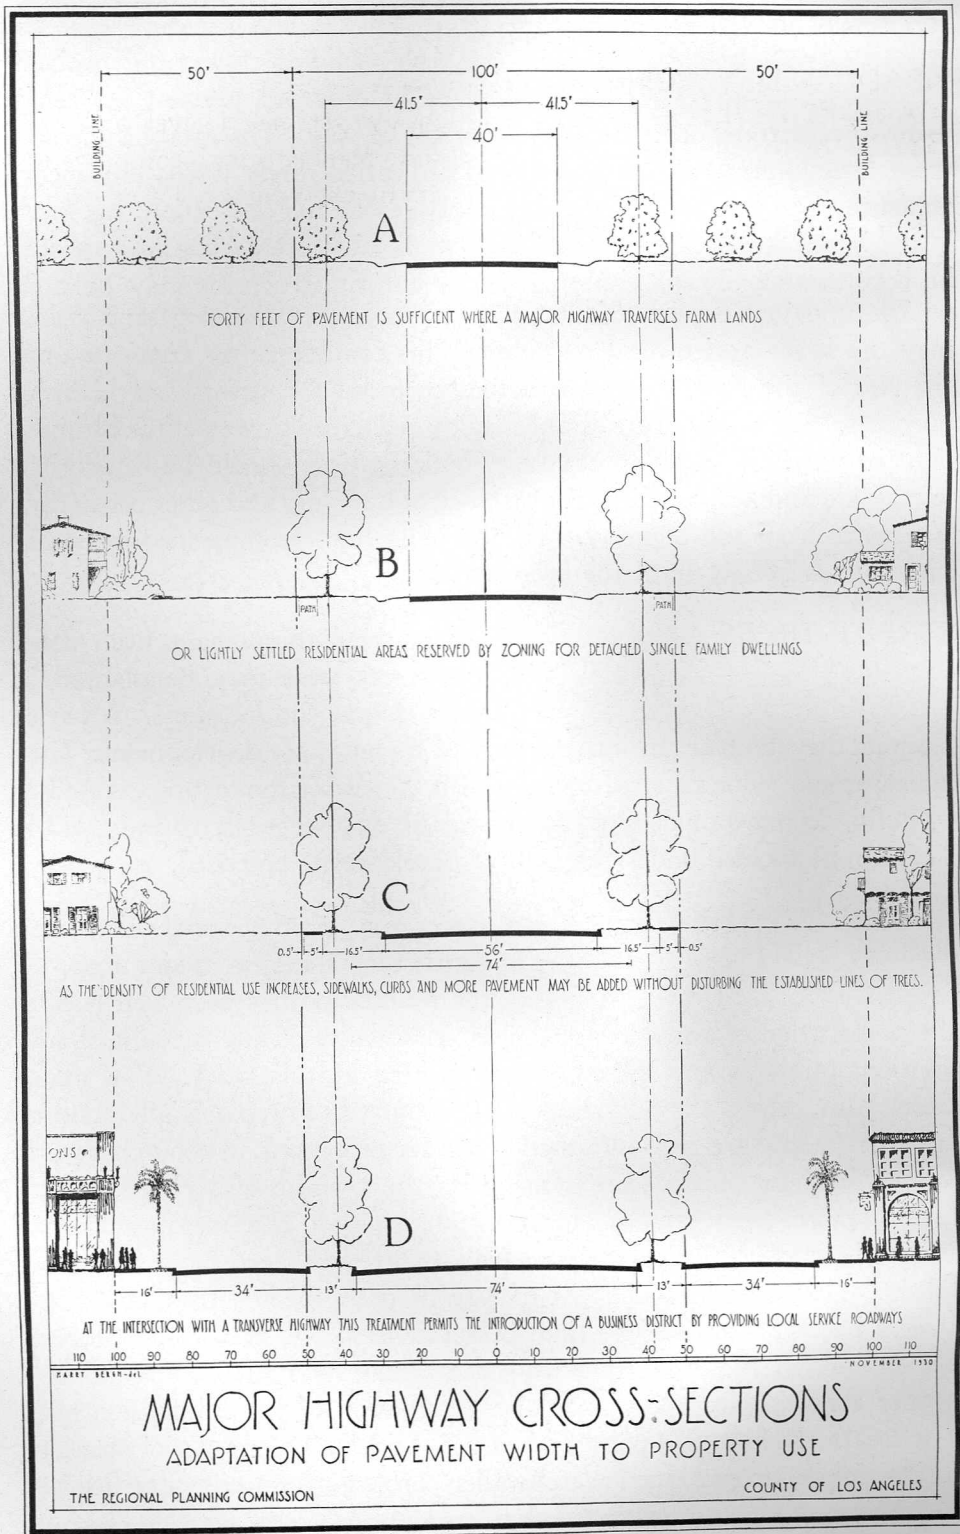 50' 100' 50'
41.5' 41.5'
40'
BUILDING LINE
BUILDING LINE
A
FORTY FEET OF PAVEMENT IS SUFFICIENT WHERE A MAJOR HIGHWAY TRAVERSES FARM LANDS
B
PATH PATH
OR LIGHTLY SETTLED RESIDENTIAL AREAS RESERVED BY ZONING FOR DETACHED SINGLE FAMILY DWELLINGS
C
0.5' 5' 16.5' 56' 16.5' 5' 0.5'
74'
AS THE DENSITY OF RESIDENTIAL USE INCREASES, SIDEWALKS, CURBS AND MORE PAVEMENT MAY BE ADDED WITHOUT DISTURBING THE ESTABLISHED LINES OF TREES.
ONS
D
16' 34' 13' 74' 13' 34' 16'
AT THE INTERSECTION WITH A TRANSVERSE HIGHWAY THIS TREATMENT PERMITS THE INTRODUCTION OF A BUSINESS DISTRICT BY PROVIDING LOCAL SERVICE ROADWAYS
110 100 90 80 70 60 50 40 30 20 10 0 10 20 30 40 50 60 70 80 90 100 110
HARRY BERGH-del. NOVEMBER 1930
MAJOR HIGHWAY CROSS-SECTIONS
ADAPTATION OF PAVEMENT WIDTH TO PROPERTY USE
THE REGIONAL PLANNING COMMISSION COUNTY OF LOS ANGELES